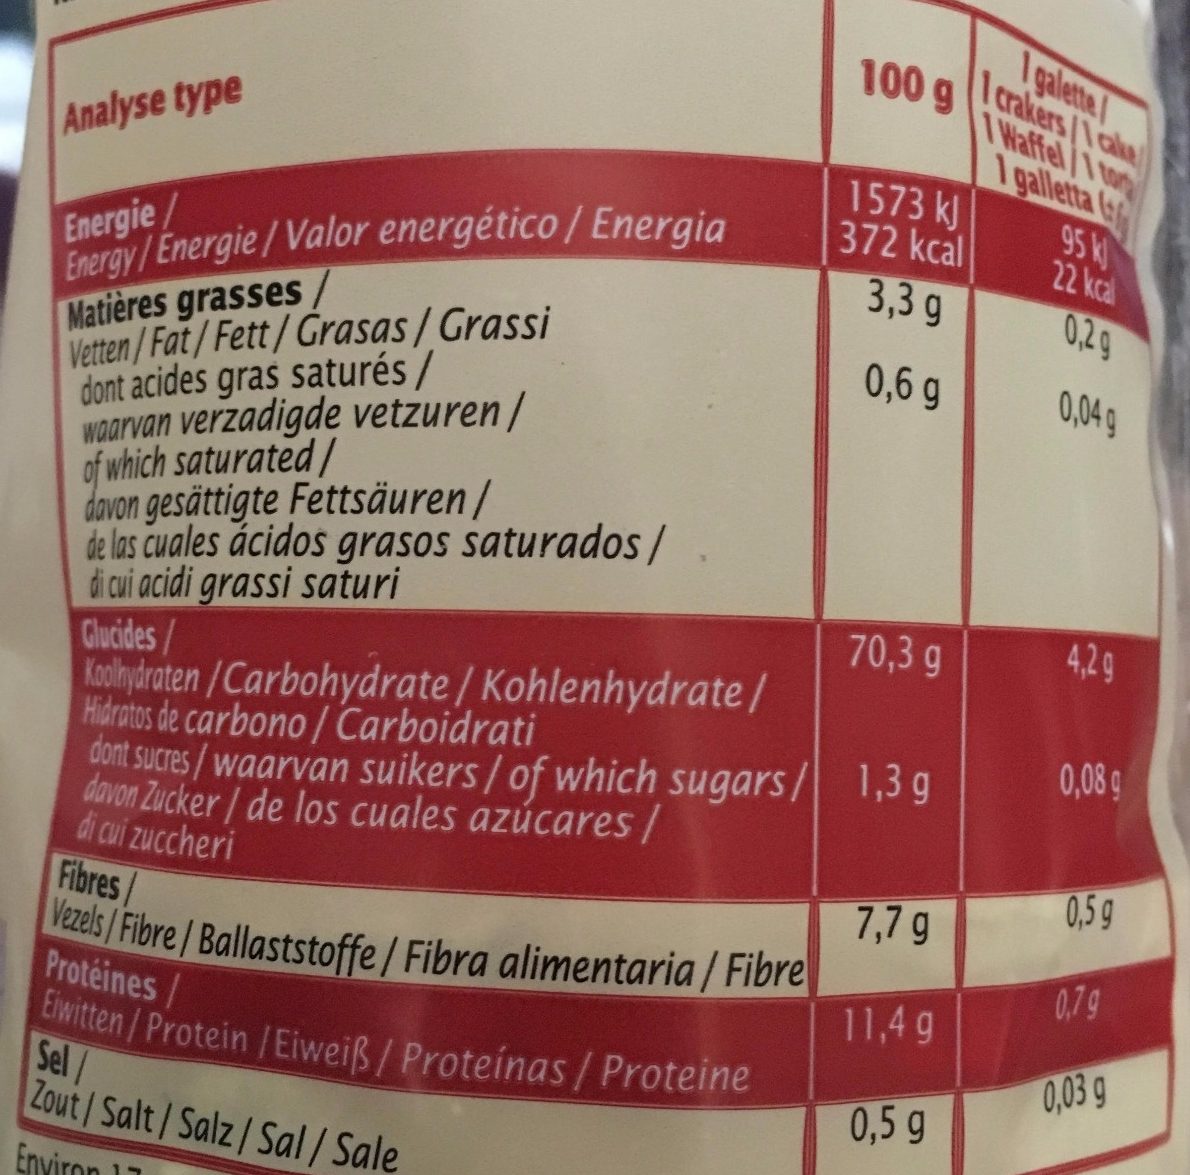 Analyse type
100 g
1 galette /
1 crakers / 1 cake /
1 Waffel / 1
1 galletta
Energie /
Energy / Energie / Valor energético / Energia
1573 kJ
372 kcal
95 kJ
22 kcal
Matières grasses /
Vetten / Fat / Fett / Grasas / Grassi
3,3 g
0,2 g
dont acides gras saturés /
waarvan verzadigde vetzuren /
of which saturated /
davon gesättigte Fettsäuren /
de las cuales ácidos grasos saturados /
di cui acidi grassi saturi
0,6 g
0,04 g
Glucides /
Koolhydraten / Carbohydrate / Kohlenhydrate /
Hidratos de carbono / Carboidrati
70,3 g
4,2 g
dont sucres / waarvan suikers / of which sugars /
davon Zucker / de los cuales azúcares /
di cui zuccheri
1,3 g
0,08 g
Fibres /
Vezels / Fibre / Ballaststoffe / Fibra alimentaria / Fibre
7,7 g
0,5 g
Protéines /
Eiwitten / Protein / Eiweiß / Proteínas / Proteine
11,4 g
0,7 g
Sel /
Zout / Salt / Salz / Sal / Sale
0,5 g
0,03 g
Environ 17